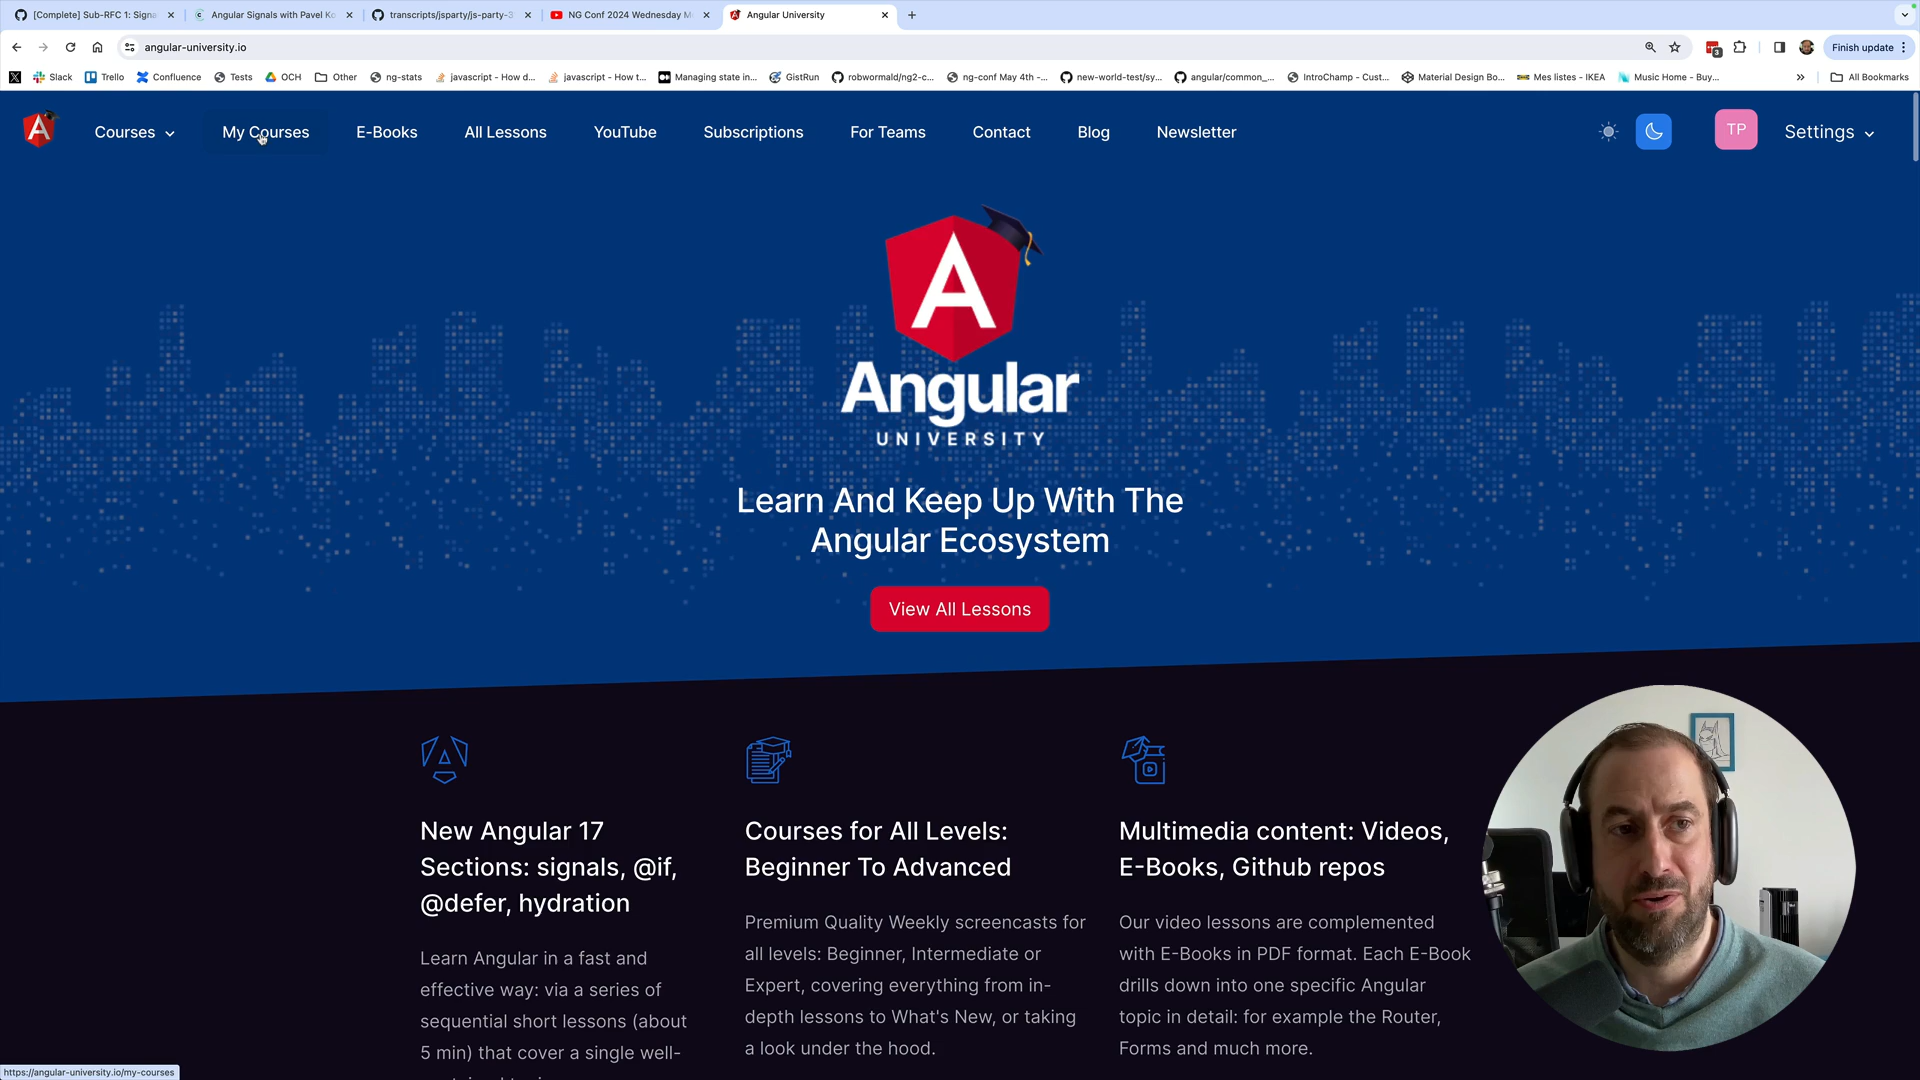 [Complete] Sub-RFC 1: Signa
Angular Signals with Pavel Ko
transcripts/jsparty/js-party-3
NG Conf 2024 Wednesday M
Angular University
angular-university.io
Finish update
Slack
Trello
Confluence
Tests
OCH
Other
ng-stats
javascript - How d...
javascript - How t...
Managing state in...
GistRun
robwormald/ng2-c...
ng-conf May 4th -...
new-world-test/sy...
angular/common_...
IntroChamp - Cust...
Material Design Bo...
Mes listes - IKEA
Music Home - Buy...
All Bookmarks
Courses
My Courses
E-Books
All Lessons
YouTube
Subscriptions
For Teams
Contact
Blog
Newsletter
TP
Settings
A
Angular
UNIVERSITY
Learn And Keep Up With The
Angular Ecosystem
View All Lessons
New Angular 17
Sections: signals, @if,
@defer, hydration
Learn Angular in a fast and
effective way: via a series of
sequential short lessons (about
5 min) that cover a single well-
Courses for All Levels:
Beginner To Advanced
Premium Quality Weekly screencasts for
all levels: Beginner, Intermediate or
Expert, covering everything from in-
depth lessons to What's New, or taking
a look under the hood.
Multimedia content: Videos,
E-Books, Github repos
Our video lessons are complemented
with E-Books in PDF format. Each E-Book
drills down into one specific Angular
topic in detail: for example the Router,
Forms and much more.
https://angular-university.io/my-courses